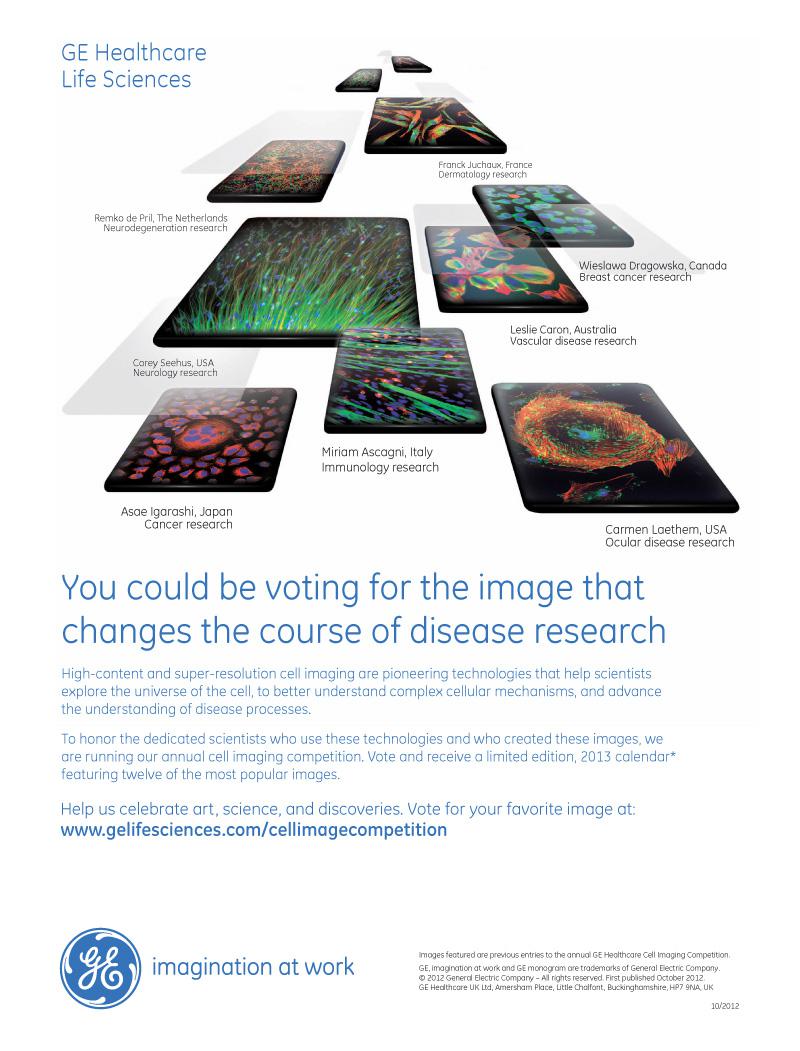 GE Healthcare
Life Sciences
Franck Juchaux, France
Dermatology research
Remko de Pril, The Netherlands
Neurodegeneration research
Wieslawa Dragowska, Canada
Breast cancer research
Leslie Caron, Australia
Vascular disease research
Corey Seehus, USA
Neurology research
Miriam Ascagni, Italy
Immunology research
Asae Igarashi, Japan
Cancer research
Carmen Laethem, USA
Ocular disease research
You could be voting for the image that
changes the course of disease research
High-content and super-resolution cell imaging are pioneering technologies that help scientists
explore the universe of the cell, to better understand complex cellular mechanisms, and advance
the understanding of disease processes.
To honor the dedicated scientists who use these technologies and who created these images, we
are running our annual cell imaging competition. Vote and receive a limited edition, 2013 calendar*
featuring twelve of the most popular images.
Help us celebrate art, science, and discoveries. Vote for your favorite image at:
www.gelifesciences.com/cellimagecompetition
GE
imagination at work
Images featured are previous entries to the annual GE Healthcare Cell Imaging Competition.
GE, imagination at work and GE monogram are trademarks of General Electric Company.
© 2012 General Electric Company – All rights reserved. First published October 2012.
GE Healthcare UK Ltd, Amersham Place, Little Chalfont, Buckinghamshire, HP7 9NA, UK
10/2012